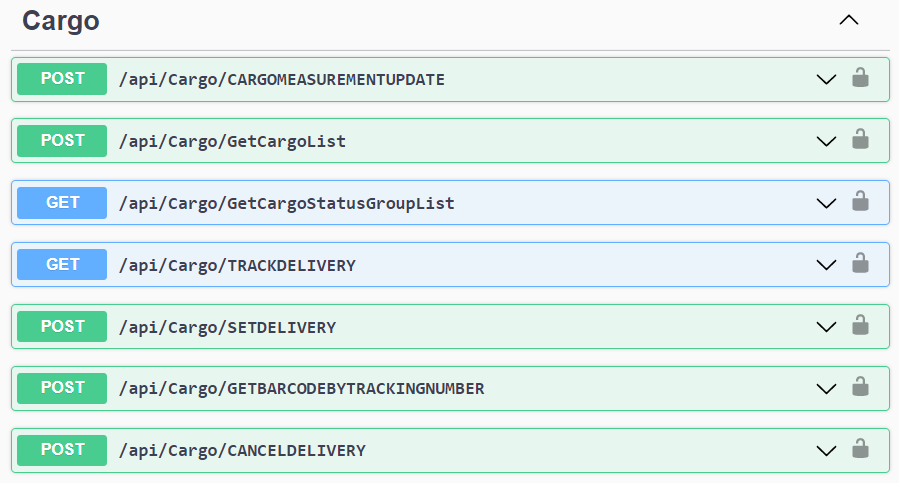 Cargo
POST /api/Cargo/CARGOMEASUREMENTUPDATE
POST /api/Cargo/GetCargoList
GET /api/Cargo/GetCargoStatusGroupList
GET /api/Cargo/TRACKDELIVERY
POST /api/Cargo/SETDELIVERY
POST /api/Cargo/GETBARCODEBYTRACKINGNUMBER
POST /api/Cargo/CANCELDELIVERY